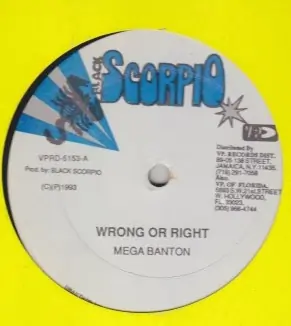 BLACK
SCORPIO
VPRD-5153-A
Prod. by: BLACK SCORPIO
(C)(P)1993
VP
Distributed By
V.P. RECORDS DIST.
89-05 138 STREET,
JAMAICA, N.Y. 11435,
(718) 291-7058
Also:
V.P. OF FLORIDA,
5893 S.W. 21st STREET
W. HOLLYWOOD,
FL. 33023,
(305) 966-4744
WRONG OR RIGHT
MEGA BANTON